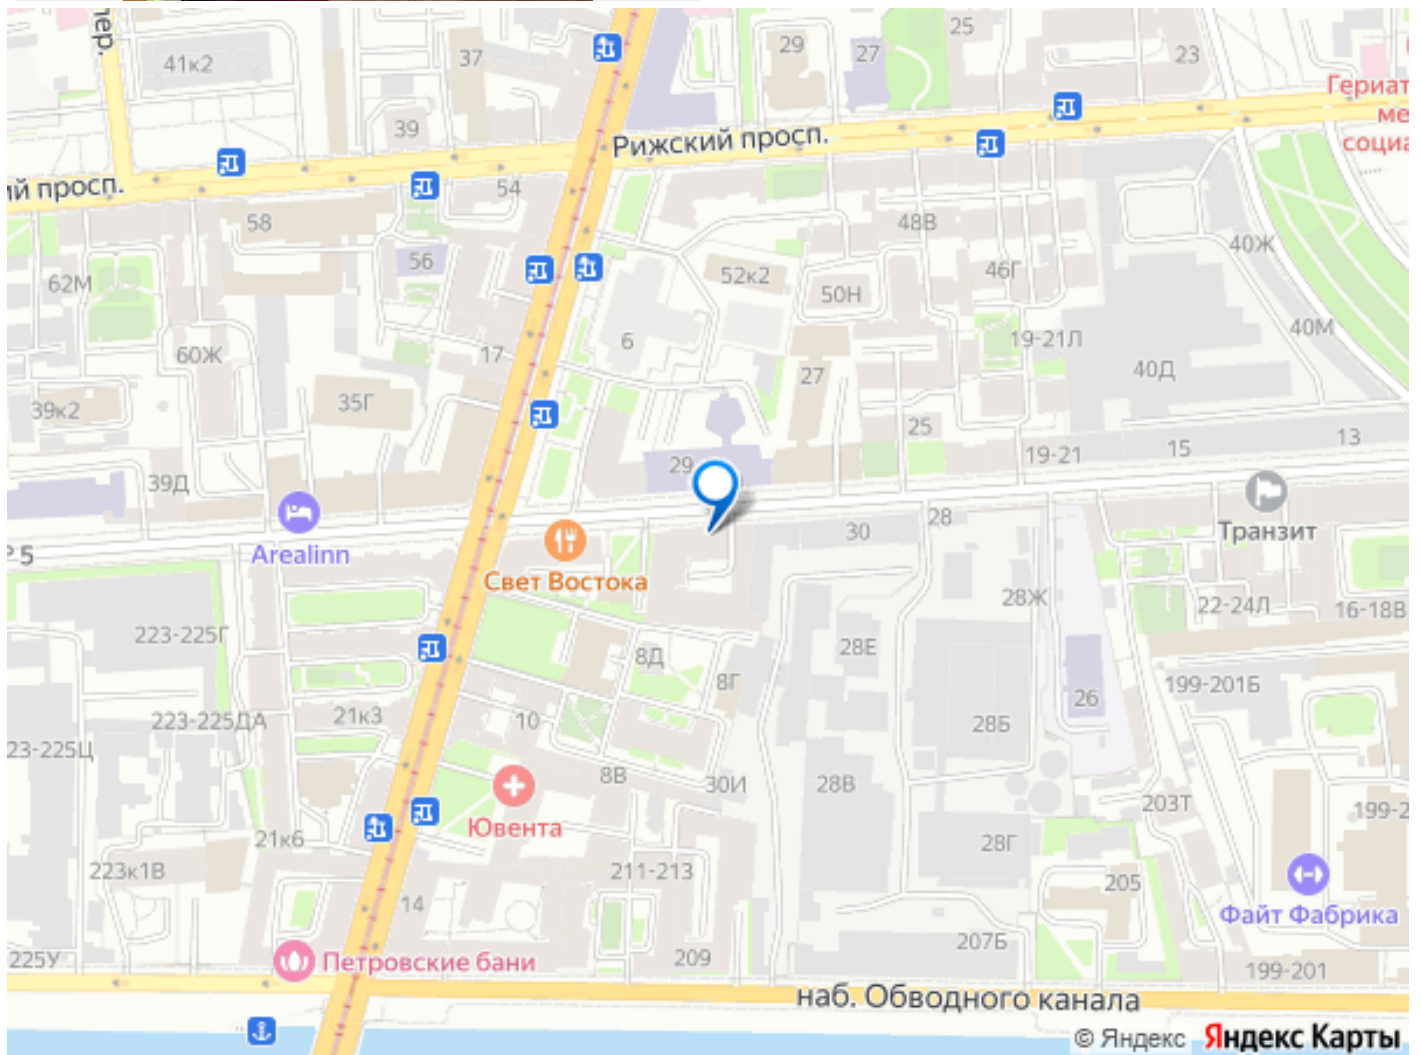 пер.
41к2
37
29
27
25
23
Гериат
ме
социа
39
Рижский просп.
ий просп.
54
58
48В
40Ж
56
52к2
46Г
62М
50Н
40М
6
19-21Л
17
60Ж
27
40Д
39к2
35Г
25
13
15
19-21
29
39Д
Транзит
28
30
Р 5
Arealinn
Свет Востока
28Ж
22-24Л
16-18В
223-225Г
28Е
8Д
8Г
199-201Б
26
21к3
223-225ДА
10
28Б
23-225Ц
8В
30И
28В
203Т
199-2
Ювента
21к6
28Г
223к1В
211-213
205
14
Файт Фабрика
207Б
225У
Петровские бани
209
199-201
наб. Обводного канала
© Яндекс Яндекс Карты